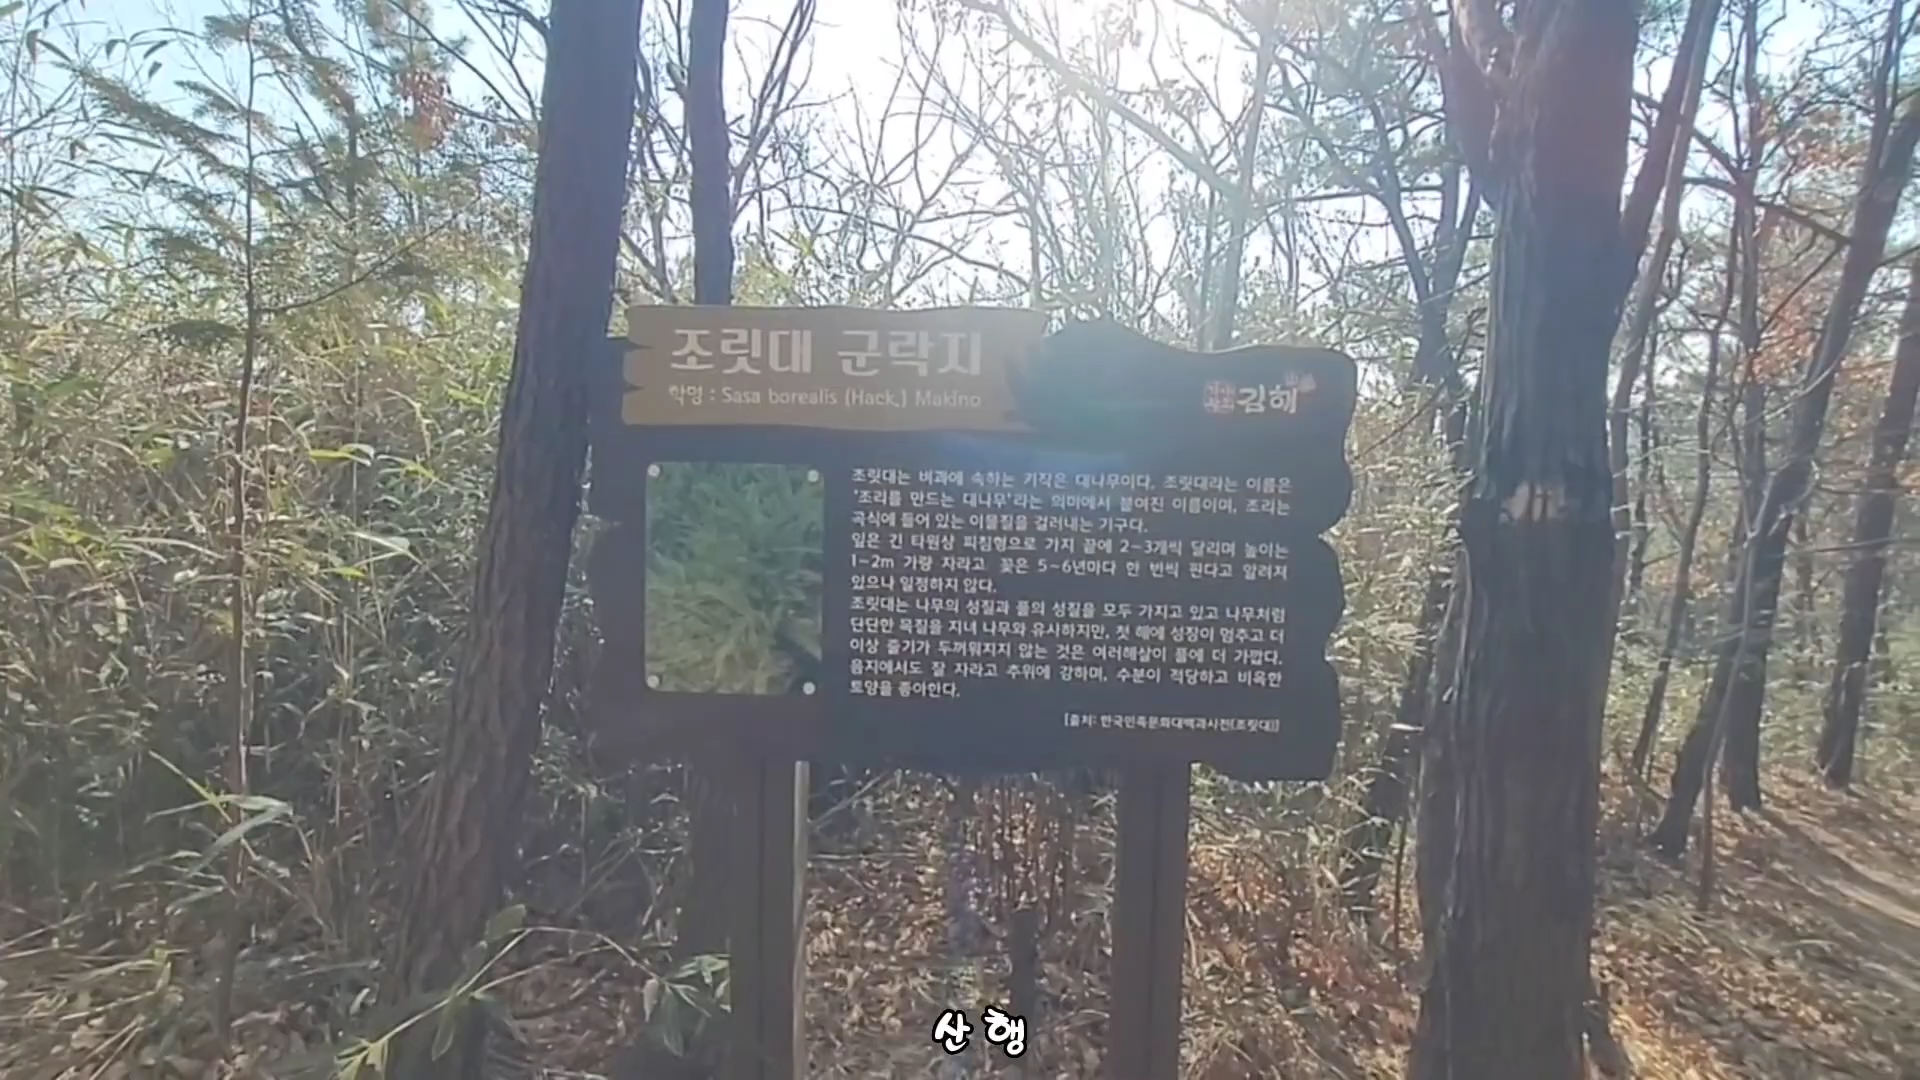 조릿대 군락지
학명 : Sasa borealis (Hack.) Makino
김해
조릿대는 벼과에 속하는 키작은 대나무이다. 조릿대라는 이름은
'조리를 만드는 대나무'라는 의미에서 붙여진 이름이며, 조리는
곡식에 들어 있는 이물질을 걸러내는 기구다.
잎은 긴 타원상 피침형으로 가지 끝에 2~3개씩 달리며 높이는
1~2m 가량 자라고 꽃은 5~6년마다 한 번씩 핀다고 알려져
있으나 일정하지 않다.
조릿대는 나무의 성질과 풀의 성질을 모두 가지고 있고 나무처럼
단단한 목질을 지녀 나무와 유사하지만, 첫 해에 성장이 멈추고 더
이상 줄기가 두꺼워지지 않는 것은 여러해살이 풀에 더 가깝다.
음지에서도 잘 자라고 추위에 강하며, 수분이 적당하고 비옥한
토양을 좋아한다.
[출처: 한국민족문화대백과사전(조릿대)]
산행